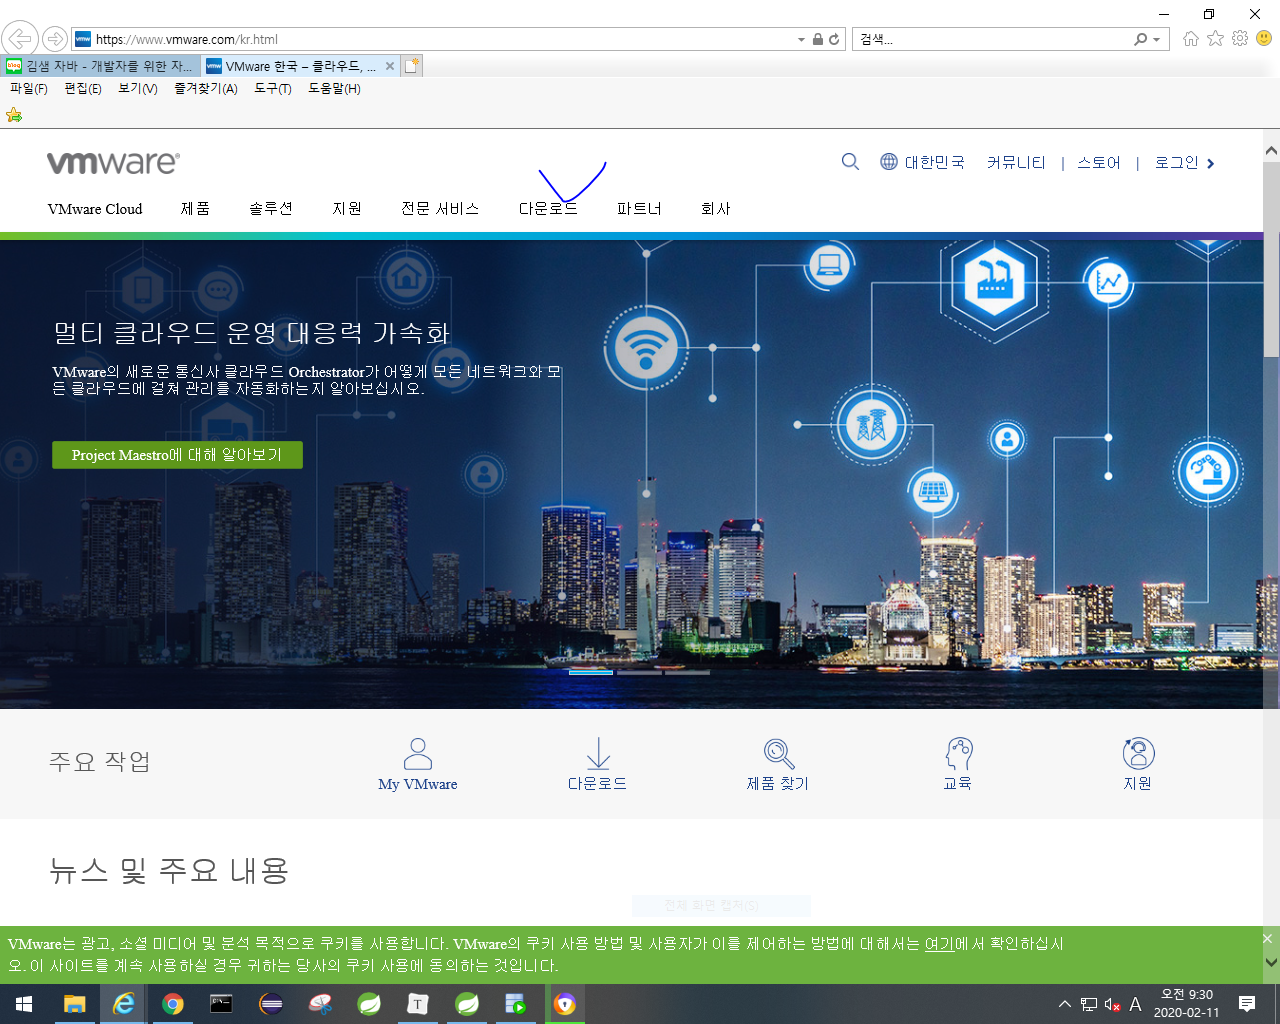 https://www.vmware.com/kr.html
검색...
김샘 자바 - 개발자를 위한 자...
VMware 한국 – 클라우드, ...
파일(F) 편집(E) 보기(V) 즐겨찾기(A) 도구(T) 도움말(H)
vmware®
대한민국 커뮤니티 | 스토어 | 로그인
VMware Cloud 제품 솔루션 지원 전문 서비스 다운로드 파트너 회사
멀티 클라우드 운영 대응력 가속화
VMware의 새로운 통신사 클라우드 Orchestrator가 어떻게 모든 네트워크와 모
든 클라우드에 걸쳐 관리를 자동화하는지 알아보십시오.
Project Maestro에 대해 알아보기
주요 작업
My VMware
다운로드
제품 찾기
교육
지원
뉴스 및 주요 내용
전체 화면 캡처(S)
VMware는 광고, 소셜 미디어 및 분석 목적으로 쿠키를 사용합니다. VMware의 쿠키 사용 방법 및 사용자가 이를 제어하는 방법에 대해서는 여기에서 확인하십시
오. 이 사이트를 계속 사용하실 경우 귀하는 당사의 쿠키 사용에 동의하는 것입니다.
A
오전 9:30
2020-02-11